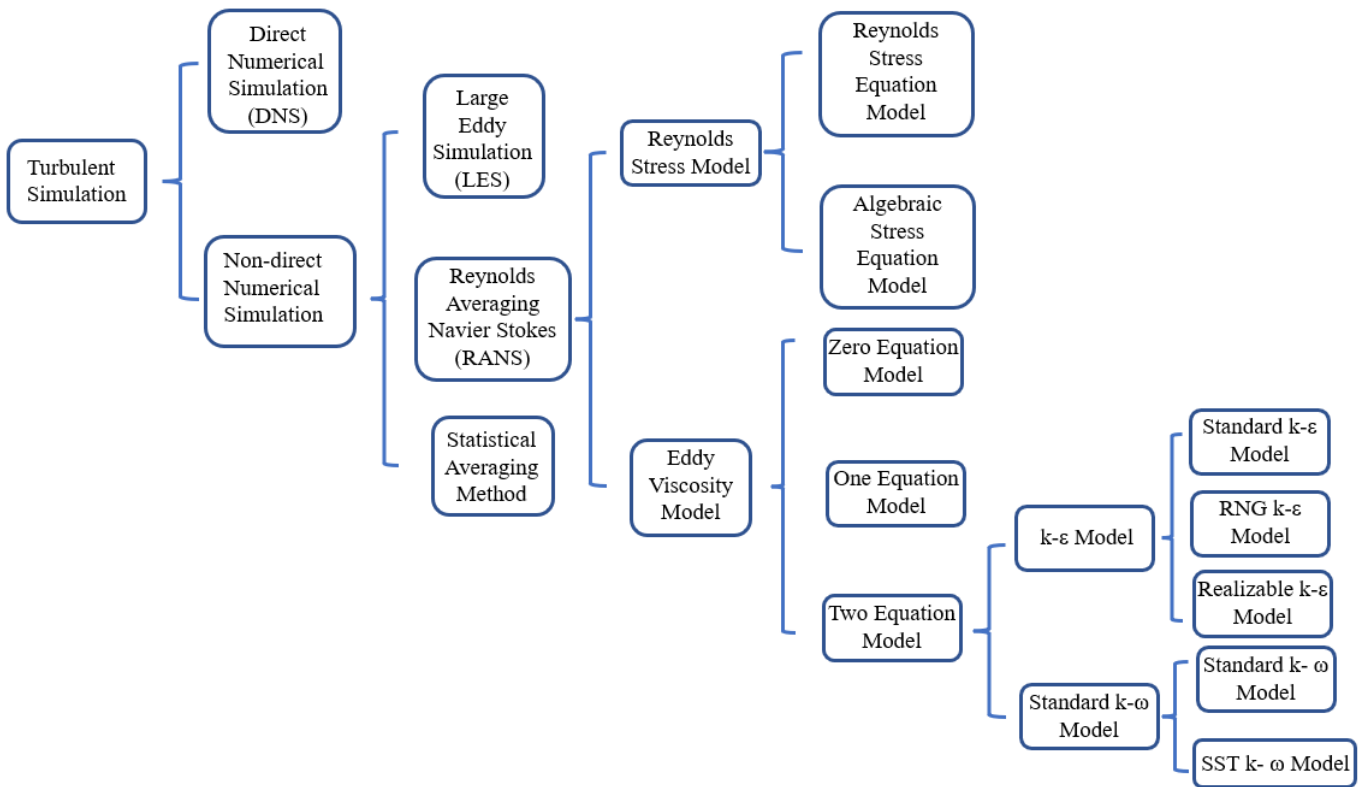 Turbulent
Simulation
Direct
Numerical
Simulation
(DNS)
Non-direct
Numerical
Simulation
Large
Eddy
Simulation
(LES)
Reynolds
Averaging
Navier Stokes
(RANS)
Statistical
Averaging
Method
Reynolds
Stress Model
Eddy
Viscosity
Model
Reynolds
Stress
Equation
Model
Algebraic
Stress
Equation
Model
Zero Equation
Model
One Equation
Model
Two Equation
Model
k-ε Model
Standard k-ω
Model
Standard k-ε
Model
RNG k-ε
Model
Realizable k-ε
Model
Standard k- ω
Model
SST k- ω Model